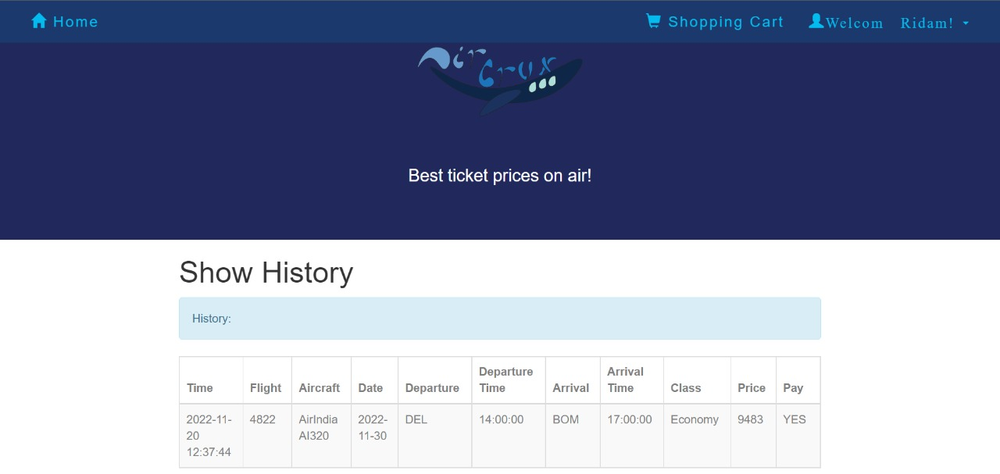 Home
Shopping Cart
Welcom Ridam!
Air
Crux
Best ticket prices on air!
Show History
History:
Time Flight Aircraft Date Departure Departure Time Arrival Arrival Time Class Price Pay
2022-11-20 12:37:44 4822 AirIndia AI320 2022-11-30 DEL 14:00:00 BOM 17:00:00 Economy 9483 YES